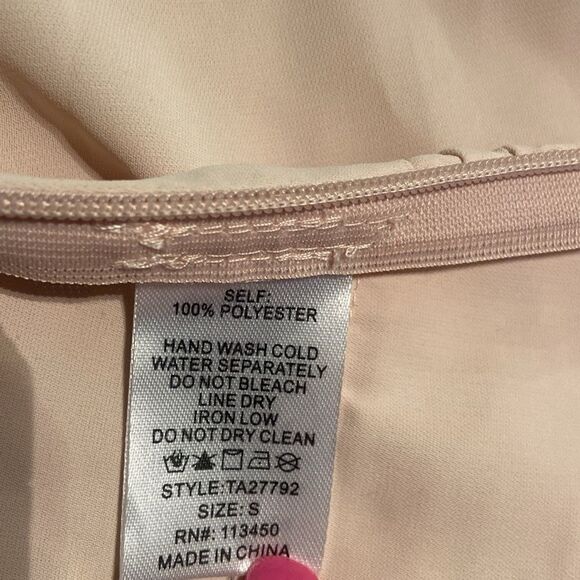 SELF:
100% POLYESTER
HAND WASH COLD
WATER SEPARATELY
DO NOT BLEACH
LINE DRY
IRON LOW
DO NOT DRY CLEAN
STYLE:TA27792
SIZE: S
RN#: 113450
MADE IN CHINA